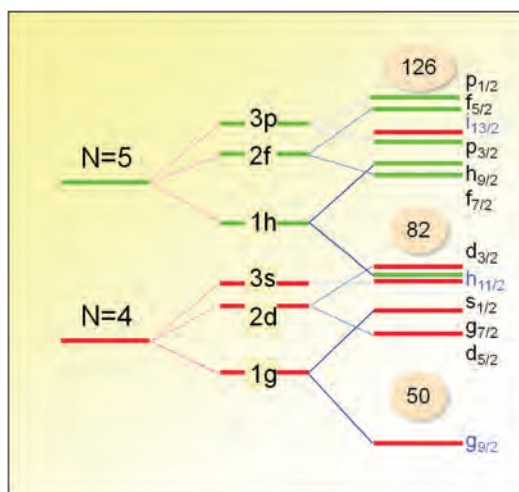 126
p1/2
f5/2
i13/2
p3/2
h9/2
f7/2
3p
2f
1h
N=5
82
d3/2
h11/2
s1/2
g7/2
d5/2
3s
2d
1g
N=4
50
g9/2